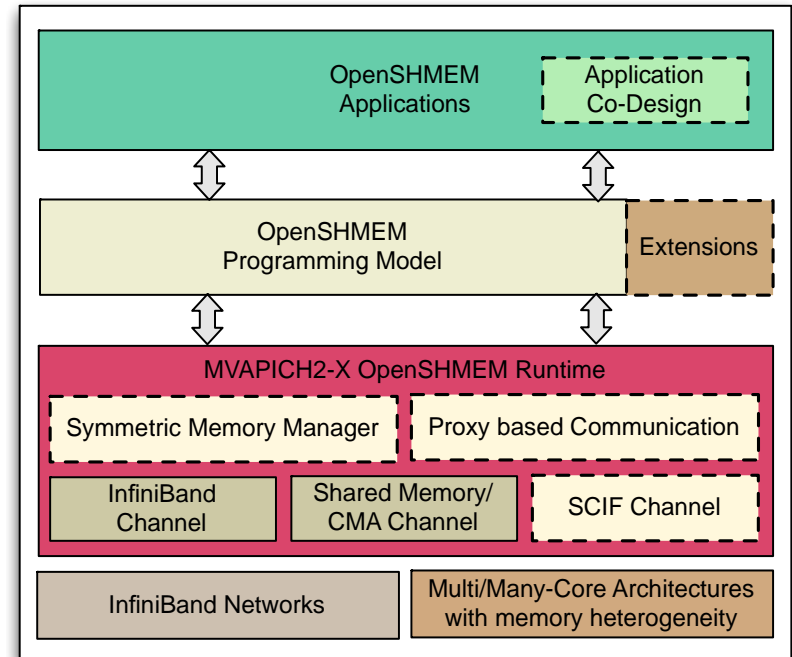 OpenSHMEM
Applications
Application
Co-Design
OpenSHMEM
Programming Model
Extensions
MVAPICH2-X OpenSHMEM Runtime
Symmetric Memory Manager
Proxy based Communication
InfiniBand
Channel
Shared Memory/
CMA Channel
SCIF Channel
InfiniBand Networks
Multi/Many-Core Architectures
with memory heterogeneity